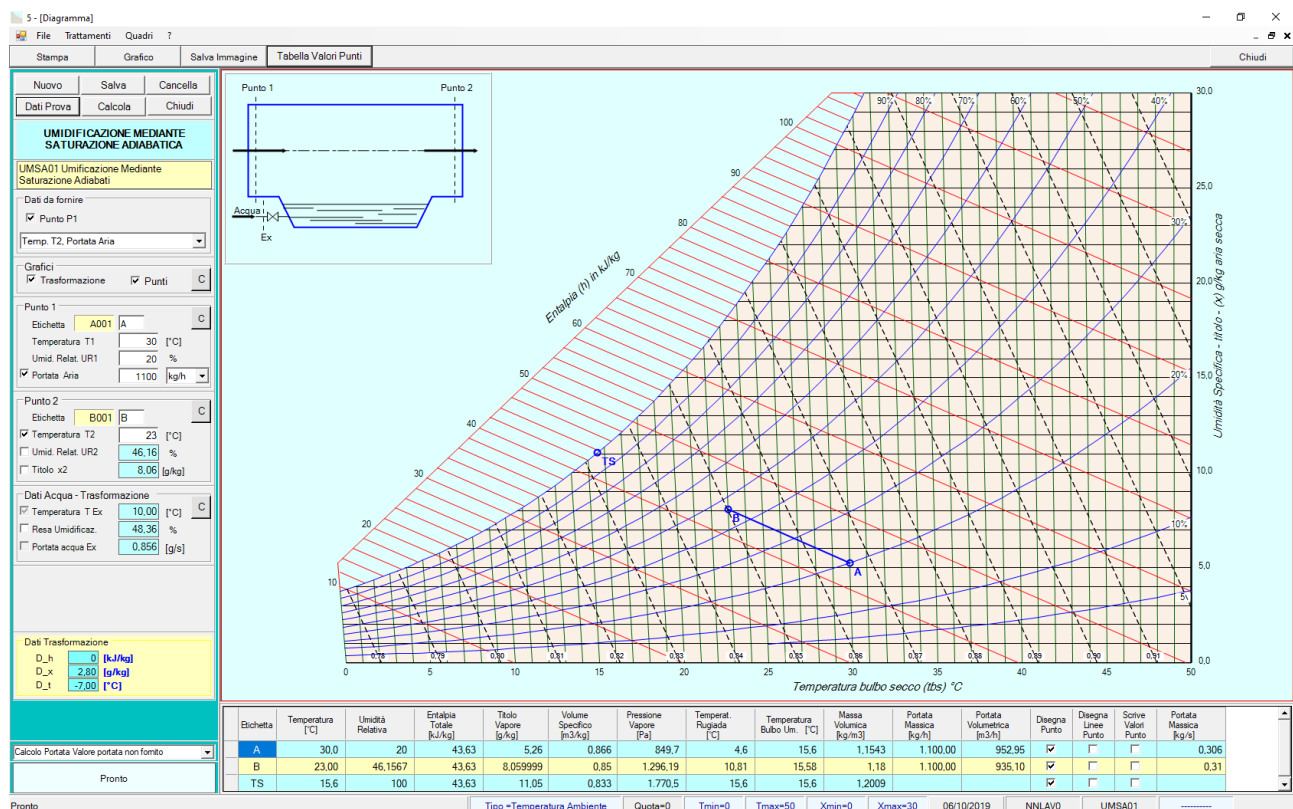 5 - [Diagramma]
File Trattamenti Quadri ?
Stampa Grafico Salva Immagine Tabella Valori Punti Chiudi
Nuovo Salva Cancella
Dati Prova Calcola Chiudi
UMIDIFICAZIONE MEDIANTE
SATURAZIONE ADIABATICA
UMSA01 Umificazione Mediante
Saturazione Adiabati
Dati da fornire
Punto P1
Temp. T2, Portata Aria
Grafici
Trasformazione Punti C
Punto 1 C
Etichetta A001 A
Temperatura T1 30 [°C]
Umid. Relat. UR1 20 %
Portata Aria 1100 kg/h
Punto 2 C
Etichetta B001 B
Temperatura T2 23 [°C]
Umid. Relat. UR2 46,16 %
Titolo x2 8,06 [g/kg]
Dati Acqua - Trasformazione C
Temperatura T Ex 10,00 [°C]
Resa Umidificaz. 48,36 %
Portata acqua Ex 0,856 [g/s]
Dati Trasformazione
D_h 0 [kJ/kg]
D_x 2,80 [g/kg]
D_t -7,00 [°C]
Calcolo Portata Valore portata non fornito
Pronto
Punto 1 Punto 2
Acqua
Ex
Entalpia (h) in kJ/kg
10
20
30
40
50
60
70
80
90
100
90% 80% 70% 60% 50% 40%
30%
20%
10%
TS
B
A
30,0
25,0
20,0
15,0
10,0
5,0
0,0
Umidità Specifica - titolo - (x) g/kg aria secca
0,78 0,79 0,80 0,81 0,82 0,83 0,84 0,85 0,86 0,87 0,88 0,89 0,90 0,91
0 5 10 15 20 25 30 35 40 45 50
Temperatura bulbo secco (tbs) °C
Etichetta Temperatura [°C] Umidità Relativa Entalpia Totale [kJ/kg] Titolo Vapore [g/kg] Volume Specifico [m3/kg] Pressione Vapore [Pa] Temperat. Rugiada [°C] Temperatura Bulbo Um. [°C] Massa Volumica [kg/m3] Portata Massica [kg/h] Portata Volumetrica [m3/h] Disegna Punto Disegna Linee Punto Scrive Valori Punto Portata Massica [kg/s]
A 30,0 20 43,63 5,26 0,866 849,7 4,6 15,6 1,1543 1.100,00 952,95 0,306
B 23,00 46,1567 43,63 8,059999 0,85 1.296,19 10,81 15,58 1,18 1.100,00 935,10 0,31
TS 15,6 100 43,63 11,05 0,833 1.770,5 15,6 15,6 1,2009
Pronto Tipo =Temperatura Ambiente Quota=0 Tmin=0 Tmax=50 Xmin=0 Xmax=30 06/10/2019 NNLAV0 UMSA01 ----------